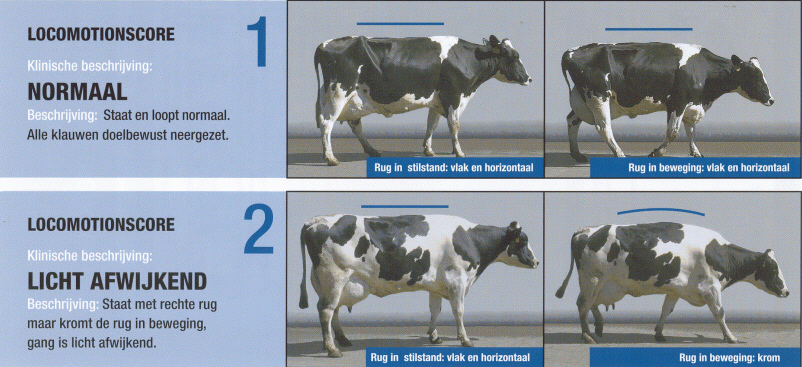 LOCOMOTIONSCORE
1
Klinische beschrijving:
NORMAAL
Beschrijving: Staat en loopt normaal.
Alle klauwen doelbewust neergezet.
Rug in stilstand: vlak en horizontaal
Rug in beweging: vlak en horizontaal
LOCOMOTIONSCORE
2
Klinische beschrijving:
LICHT AFWIJKEND
Beschrijving: Staat met rechte rug
maar kromt de rug in beweging,
gang is licht afwijkend.
Rug in stilstand: vlak en horizontaal
Rug in beweging: krom